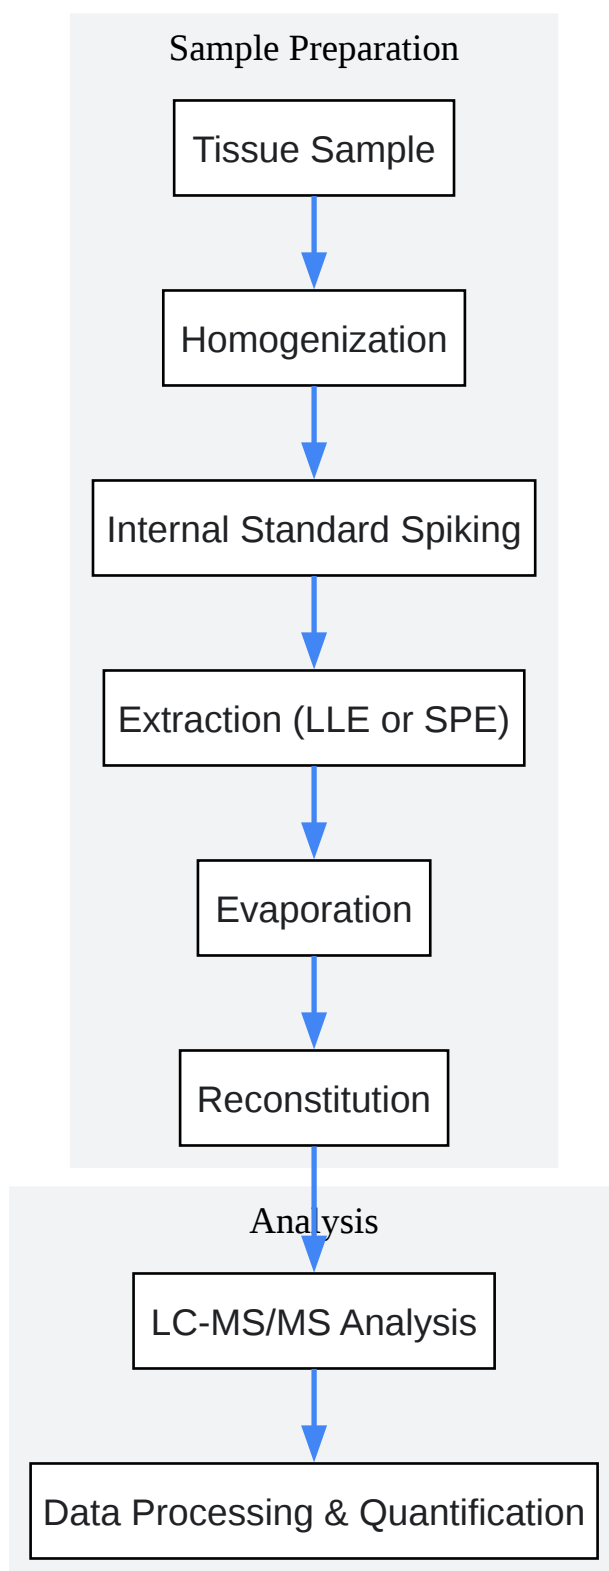 Sample Preparation
Tissue Sample
Homogenization
Internal Standard Spiking
Extraction (LLE or SPE)
Evaporation
Reconstitution
Analysis
LC-MS/MS Analysis
Data Processing & Quantification